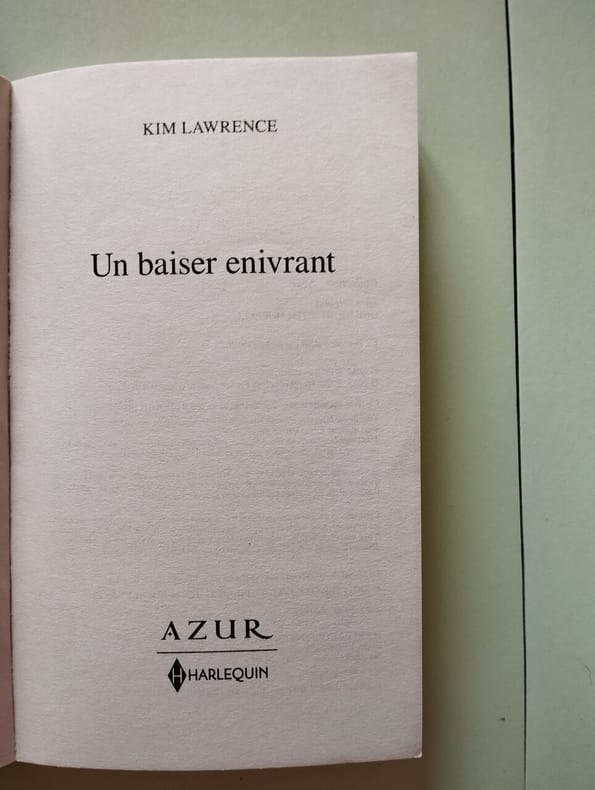 KIM LAWRENCE
Un baiser enivrant
AZUR
HARLEQUIN